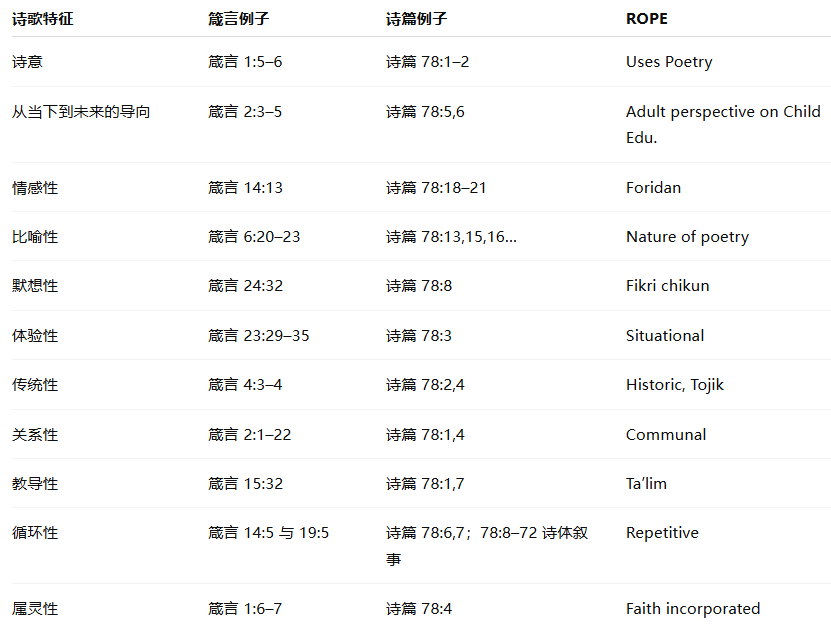 诗歌特征 箴言例子 诗篇例子 ROPE
诗意 箴言 1:5–6 诗篇 78:1–2 Uses Poetry
从当下到未来的导向 箴言 2:3–5 诗篇 78:5,6 Adult perspective on Child
Edu.
情感性 箴言 14:13 诗篇 78:18–21 Foridan
比喻性 箴言 6:20–23 诗篇 78:13,15,16... Nature of poetry
默想性 箴言 24:32 诗篇 78:8 Fikri chikun
体验性 箴言 23:29–35 诗篇 78:3 Situational
传统性 箴言 4:3–4 诗篇 78:2,4 Historic, Tojik
关系性 箴言 2:1–22 诗篇 78:1,4 Communal
教导性 箴言 15:32 诗篇 78:1,7 Ta’lim
循环性 箴言 14:5 与 19:5 诗篇 78:6,7；78:8–72 诗体叙 Repetitive
事
属灵性 箴言 1:6–7 诗篇 78:4 Faith incorporated